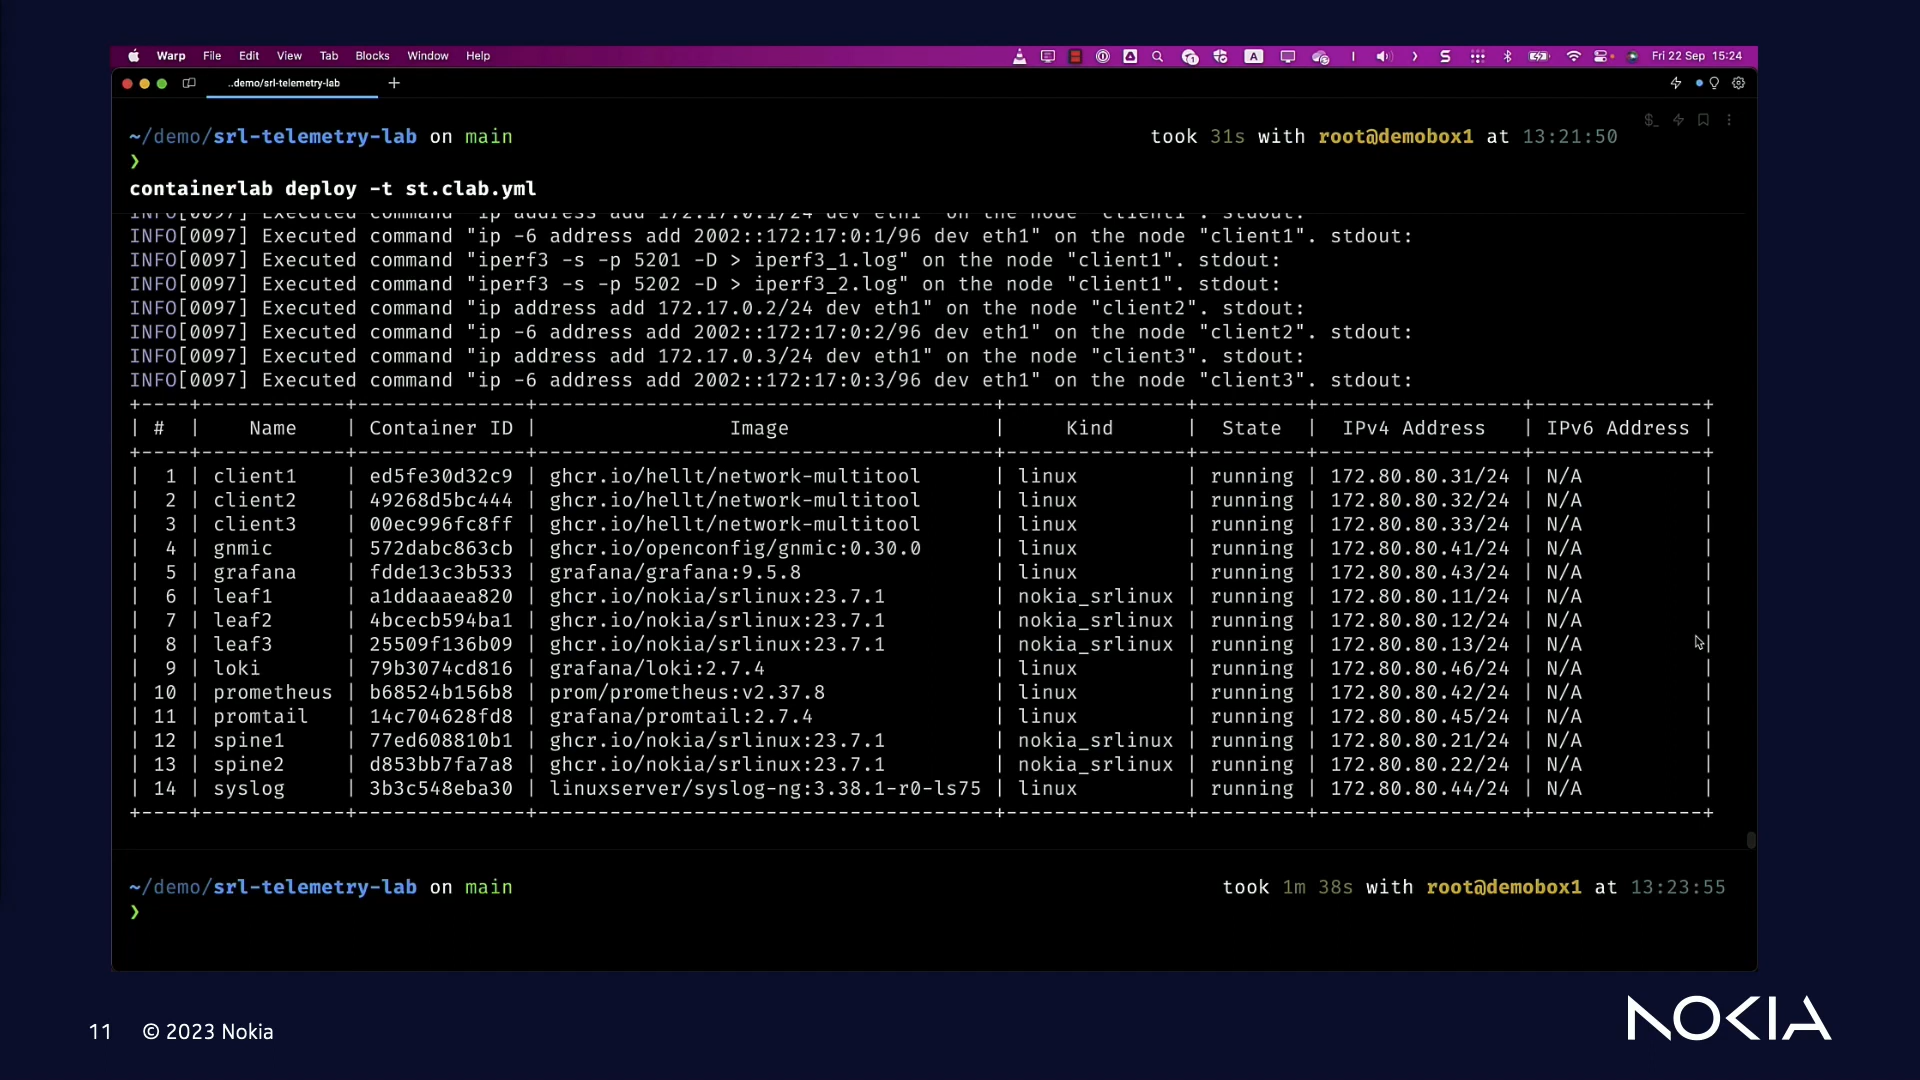 Warp File Edit View Tab Blocks Window Help Fri 22 Sep 15:24
..demo/srl-telemetry-lab +
~/demo/srl-telemetry-lab on main took 31s with root@demobox1 at 13:21:50
❯
containerlab deploy -t st.clab.yml
INFO[0097] Executed command "ip address add 172.17.0.1/24 dev eth1" on the node "client1". stdout:
INFO[0097] Executed command "ip -6 address add 2002::172:17:0:1/96 dev eth1" on the node "client1". stdout:
INFO[0097] Executed command "iperf3 -s -p 5201 -D > iperf3_1.log" on the node "client1". stdout:
INFO[0097] Executed command "iperf3 -s -p 5202 -D > iperf3_2.log" on the node "client1". stdout:
INFO[0097] Executed command "ip address add 172.17.0.2/24 dev eth1" on the node "client2". stdout:
INFO[0097] Executed command "ip -6 address add 2002::172:17:0:2/96 dev eth1" on the node "client2". stdout:
INFO[0097] Executed command "ip address add 172.17.0.3/24 dev eth1" on the node "client3". stdout:
INFO[0097] Executed command "ip -6 address add 2002::172:17:0:3/96 dev eth1" on the node "client3". stdout:
| # | Name | Container ID | Image | Kind | State | IPv4 Address | IPv6 Address |
| 1 | client1 | ed5fe30d32c9 | ghcr.io/hellt/network-multitool | linux | running | 172.80.80.31/24 | N/A |
| 2 | client2 | 49268d5bc444 | ghcr.io/hellt/network-multitool | linux | running | 172.80.80.32/24 | N/A |
| 3 | client3 | 00ec996fc8ff | ghcr.io/hellt/network-multitool | linux | running | 172.80.80.33/24 | N/A |
| 4 | gnmic | 572dabc863cb | ghcr.io/openconfig/gnmic:0.30.0 | linux | running | 172.80.80.41/24 | N/A |
| 5 | grafana | fdde13c3b533 | grafana/grafana:9.5.8 | linux | running | 172.80.80.43/24 | N/A |
| 6 | leaf1 | a1ddaaaea820 | ghcr.io/nokia/srlinux:23.7.1 | nokia_srlinux | running | 172.80.80.11/24 | N/A |
| 7 | leaf2 | 4bcecb594ba1 | ghcr.io/nokia/srlinux:23.7.1 | nokia_srlinux | running | 172.80.80.12/24 | N/A |
| 8 | leaf3 | 25509f136b09 | ghcr.io/nokia/srlinux:23.7.1 | nokia_srlinux | running | 172.80.80.13/24 | N/A |
| 9 | loki | 79b3074cd816 | grafana/loki:2.7.4 | linux | running | 172.80.80.46/24 | N/A |
| 10 | prometheus | b68524b156b8 | prom/prometheus:v2.37.8 | linux | running | 172.80.80.42/24 | N/A |
| 11 | promtail | 14c704628fd8 | grafana/promtail:2.7.4 | linux | running | 172.80.80.45/24 | N/A |
| 12 | spine1 | 77ed608810b1 | ghcr.io/nokia/srlinux:23.7.1 | nokia_srlinux | running | 172.80.80.21/24 | N/A |
| 13 | spine2 | d853bb7fa7a8 | ghcr.io/nokia/srlinux:23.7.1 | nokia_srlinux | running | 172.80.80.22/24 | N/A |
| 14 | syslog | 3b3c548eba30 | linuxserver/syslog-ng:3.38.1-r0-ls75 | linux | running | 172.80.80.44/24 | N/A |
~/demo/srl-telemetry-lab on main took 1m 38s with root@demobox1 at 13:23:55
❯
11 © 2023 Nokia
NOKIA